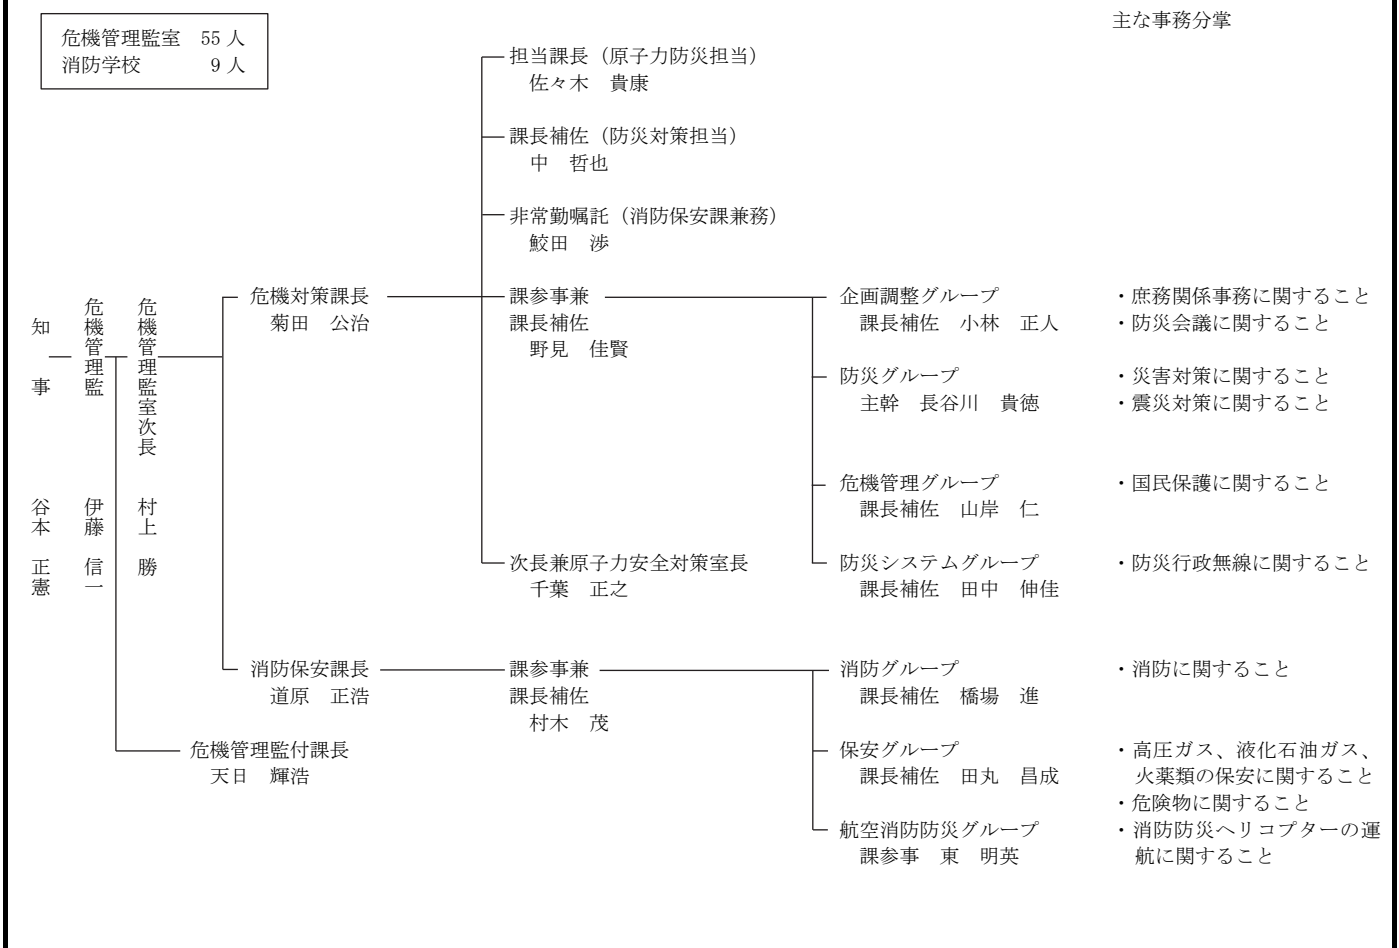 主な事務分掌
危機管理監室　55 人
消防学校　9 人
知事　谷本　正憲
危機管理監　伊藤　信一
危機管理監室次長　村上　勝
危機対策課長
菊田　公治
担当課長（原子力防災担当）
佐々木　貴康
課長補佐（防災対策担当）
中　哲也
非常勤嘱託（消防保安課兼務）
鮫田　渉
課参事兼
課長補佐
野見　佳賢
企画調整グループ
課長補佐　小林　正人
・庶務関係事務に関すること
・防災会議に関すること
防災グループ
主幹　長谷川　貴徳
・災害対策に関すること
・震災対策に関すること
危機管理グループ
課長補佐　山岸　仁
・国民保護に関すること
防災システムグループ
課長補佐　田中　伸佳
・防災行政無線に関すること
次長兼原子力安全対策室長
千葉　正之
消防保安課長
道原　正浩
課参事兼
課長補佐
村木　茂
消防グループ
課長補佐　橋場　進
・消防に関すること
保安グループ
課長補佐　田丸　昌成
・高圧ガス、液化石油ガス、
火薬類の保安に関すること
・危険物に関すること
航空消防防災グループ
課参事　東　明英
・消防防災ヘリコプターの運
航に関すること
危機管理監付課長
天日　輝浩